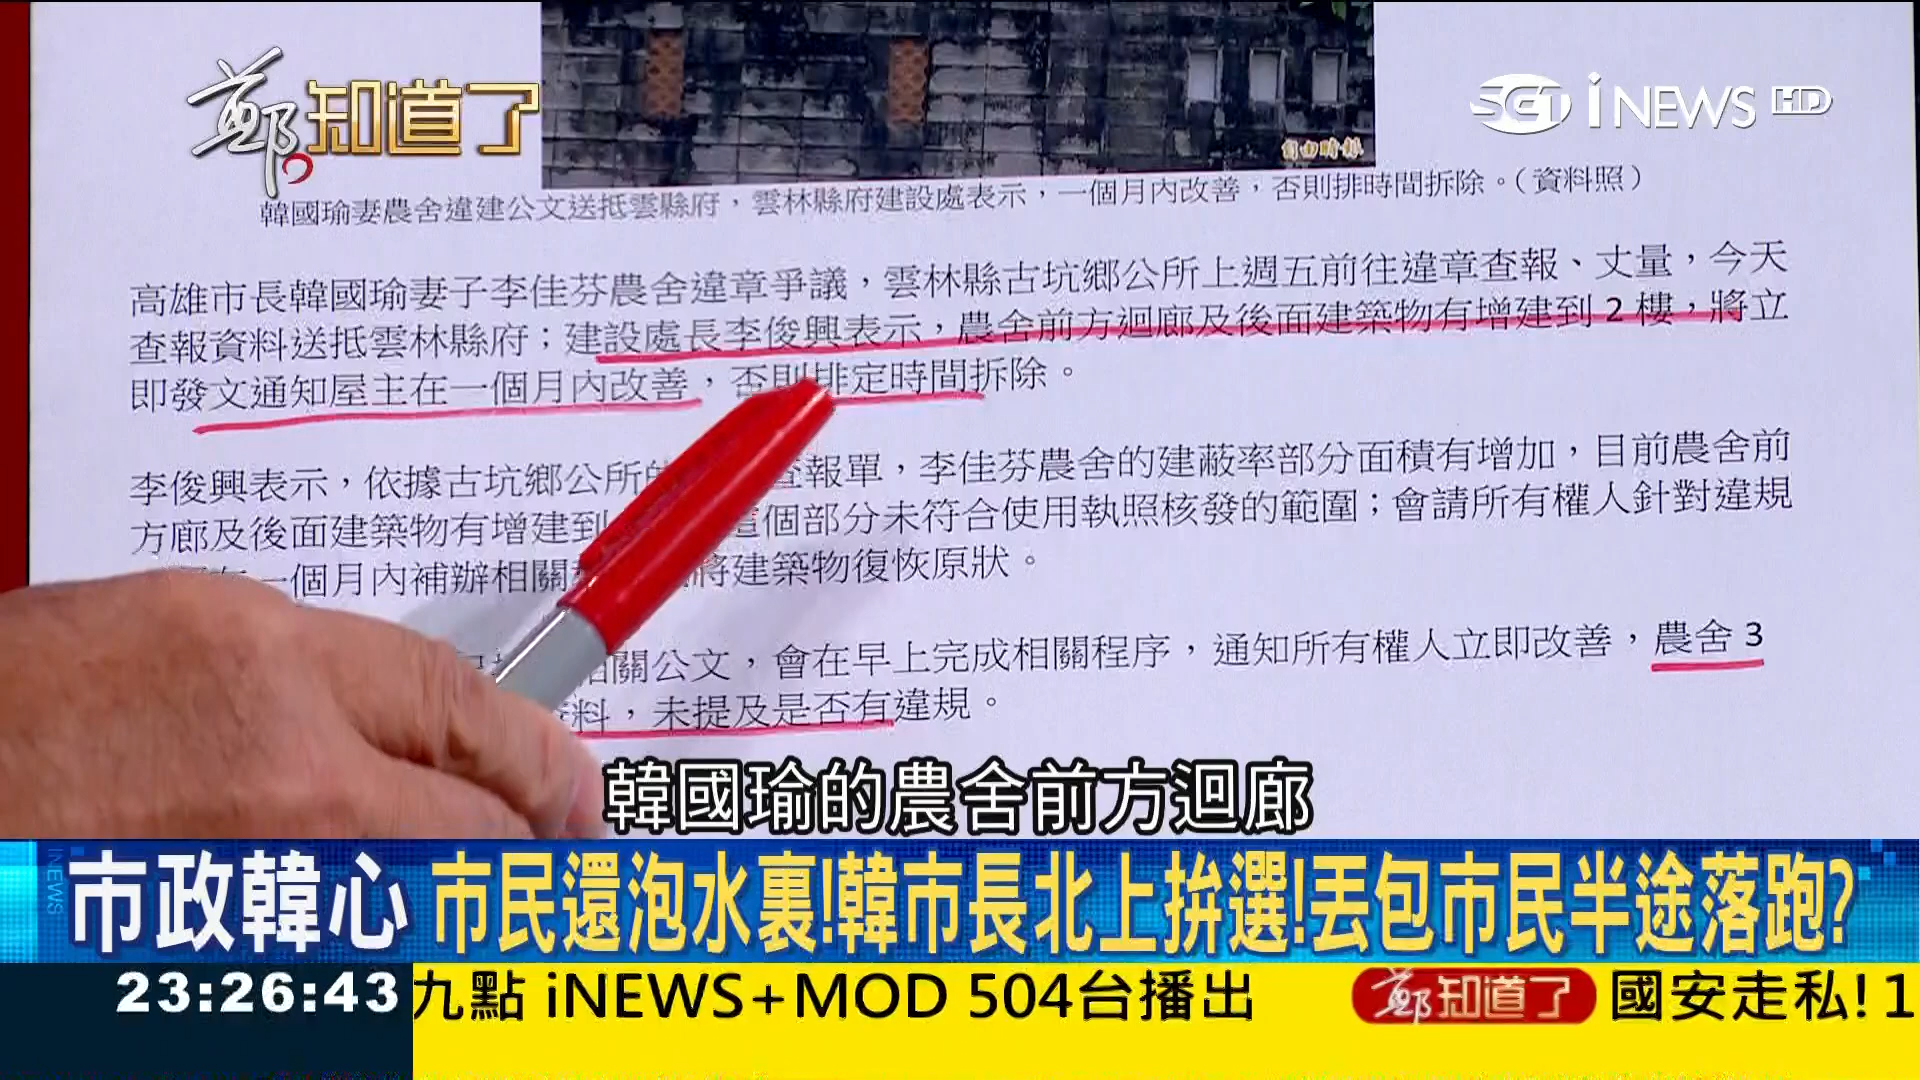 鄭知道了
SET iNEWS HD
自由時報
韓國瑜妻農舍違建公文送抵雲縣府，雲林縣府建設處表示，一個月內改善，否則排時間拆除。（資料照）
高雄市長韓國瑜妻子李佳芬農舍違章爭議，雲林縣古坑鄉公所上週五前往違章查報、丈量，今天
查報資料送抵雲林縣府；建設處長李俊興表示，農舍前方迴廊及後面建築物有增建到 2 樓，將立
即發文通知屋主在一個月內改善，否則排定時間拆除。
李俊興表示，依據古坑鄉公所的 查報單，李佳芬農舍的建蔽率部分面積有增加，目前農舍前
方廊及後面建築物有增建到 這個部分未符合使用執照核發的範圍；會請所有權人針對違規
一個月內補辦相關 將建築物復恢原狀。
相關公文，會在早上完成相關程序，通知所有權人立即改善，農舍 3
料，未提及是否有違規。
韓國瑜的農舍前方迴廊
iNEWS
市政韓心 市民還泡水裏!韓市長北上拚選!丟包市民半途落跑?
23:26:43 九點 iNEWS+MOD 504台播出 鄭知道了 國安走私! 1